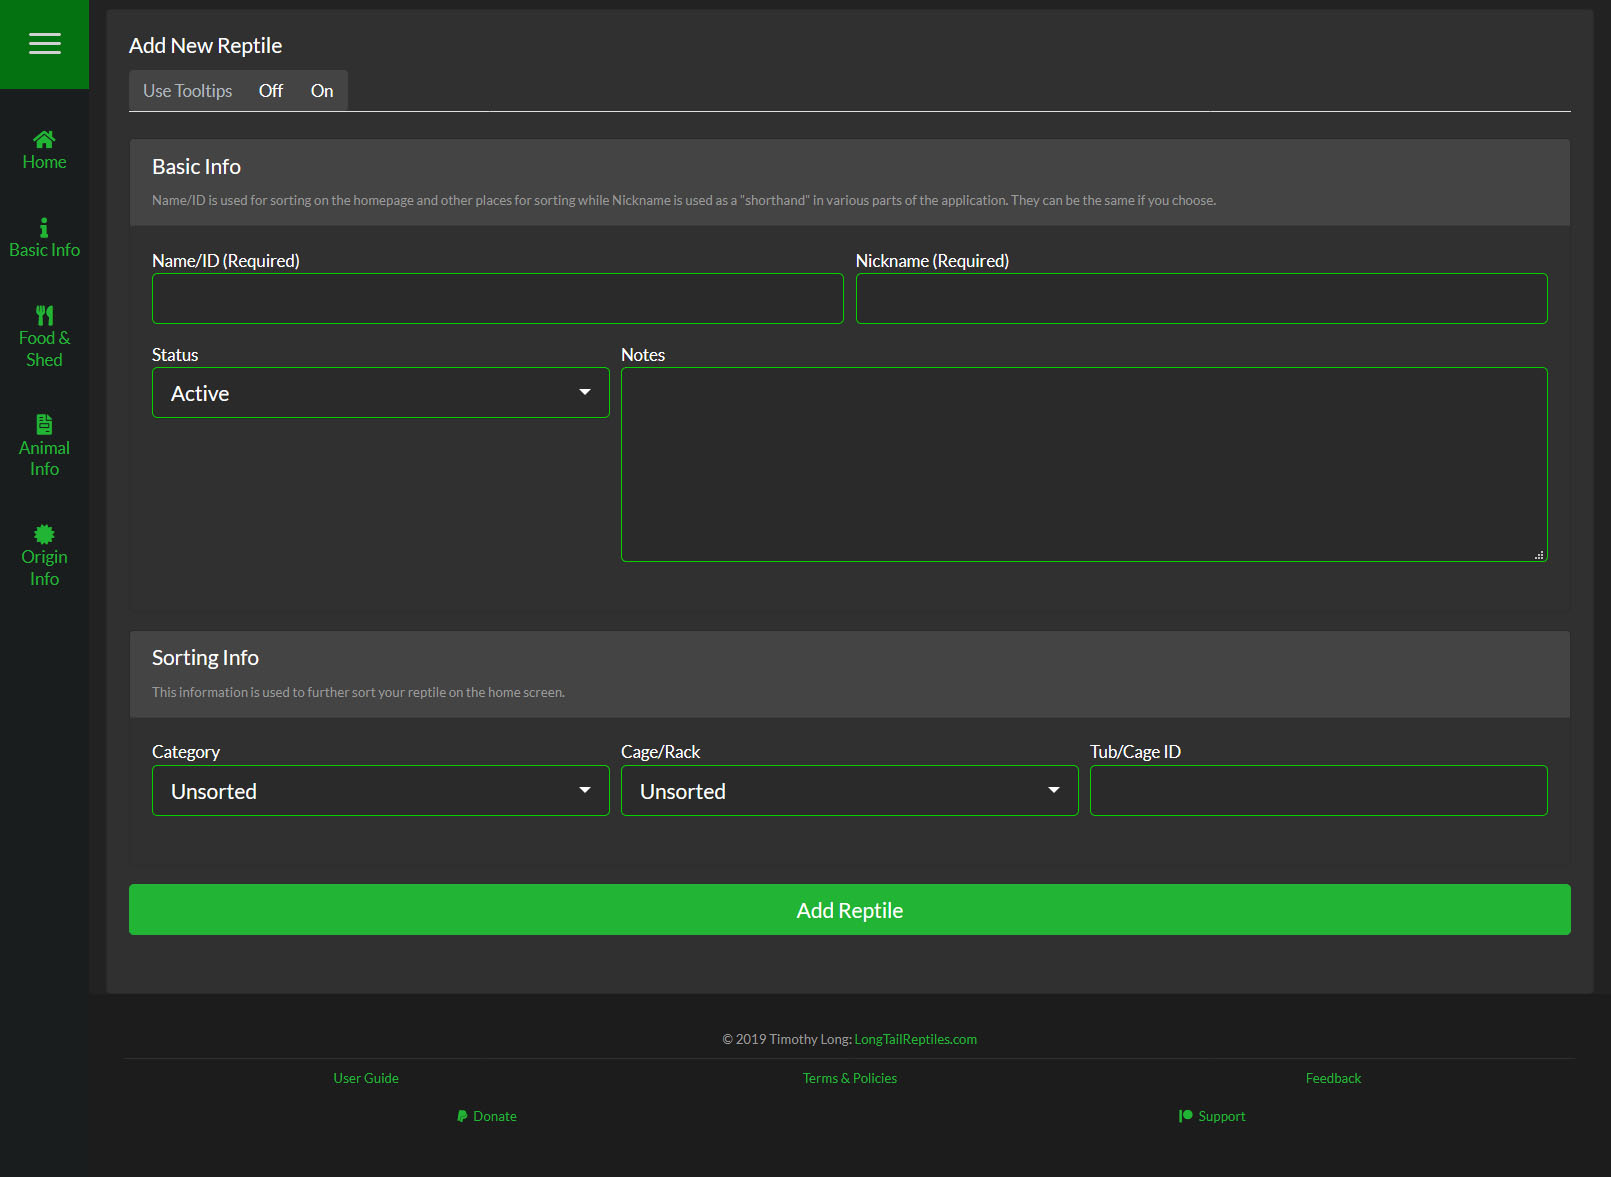 Add New Reptile
Use Tooltips Off On
Home
Basic Info
Food &
Shed
Animal
Info
Origin
Info
Basic Info
Name/ID is used for sorting on the homepage and other places for sorting while Nickname is used as a "shorthand" in various parts of the application. They can be the same if you choose.
Name/ID (Required) Nickname (Required)
Status Notes
Active
Sorting Info
This information is used to further sort your reptile on the home screen.
Category Cage/Rack Tub/Cage ID
Unsorted Unsorted
Add Reptile
© 2019 Timothy Long: LongTailReptiles.com
User Guide Terms & Policies Feedback
Donate Support